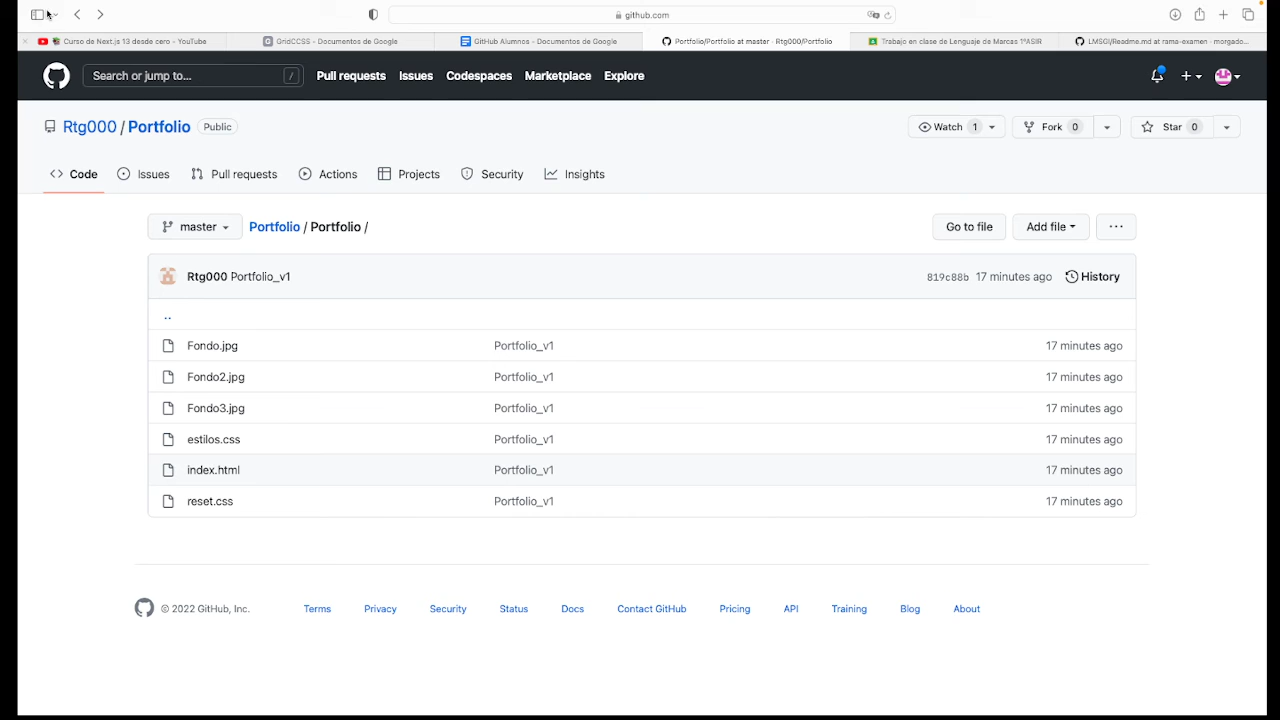 github.com
Curso de Next.js 13 desde cero - YouTube
GridCCSS - Documentos de Google
GitHub Alumnos - Documentos de Google
Portfolio/Portfolio at master · Rtg000/Portfolio
Trabajo en clase de Lenguaje de Marcas 1ºASIR
LMSGI/Readme.md at rama-examen · morgado...
Search or jump to... /
Pull requests Issues Codespaces Marketplace Explore
Rtg000 / Portfolio Public
Watch 1 Fork 0 Star 0
Code Issues Pull requests Actions Projects Security Insights
master Portfolio / Portfolio / Go to file Add file ...
Rtg000 Portfolio_v1 819c88b 17 minutes ago History
..
Fondo.jpg Portfolio_v1 17 minutes ago
Fondo2.jpg Portfolio_v1 17 minutes ago
Fondo3.jpg Portfolio_v1 17 minutes ago
estilos.css Portfolio_v1 17 minutes ago
index.html Portfolio_v1 17 minutes ago
reset.css Portfolio_v1 17 minutes ago
© 2022 GitHub, Inc. Terms Privacy Security Status Docs Contact GitHub Pricing API Training Blog About